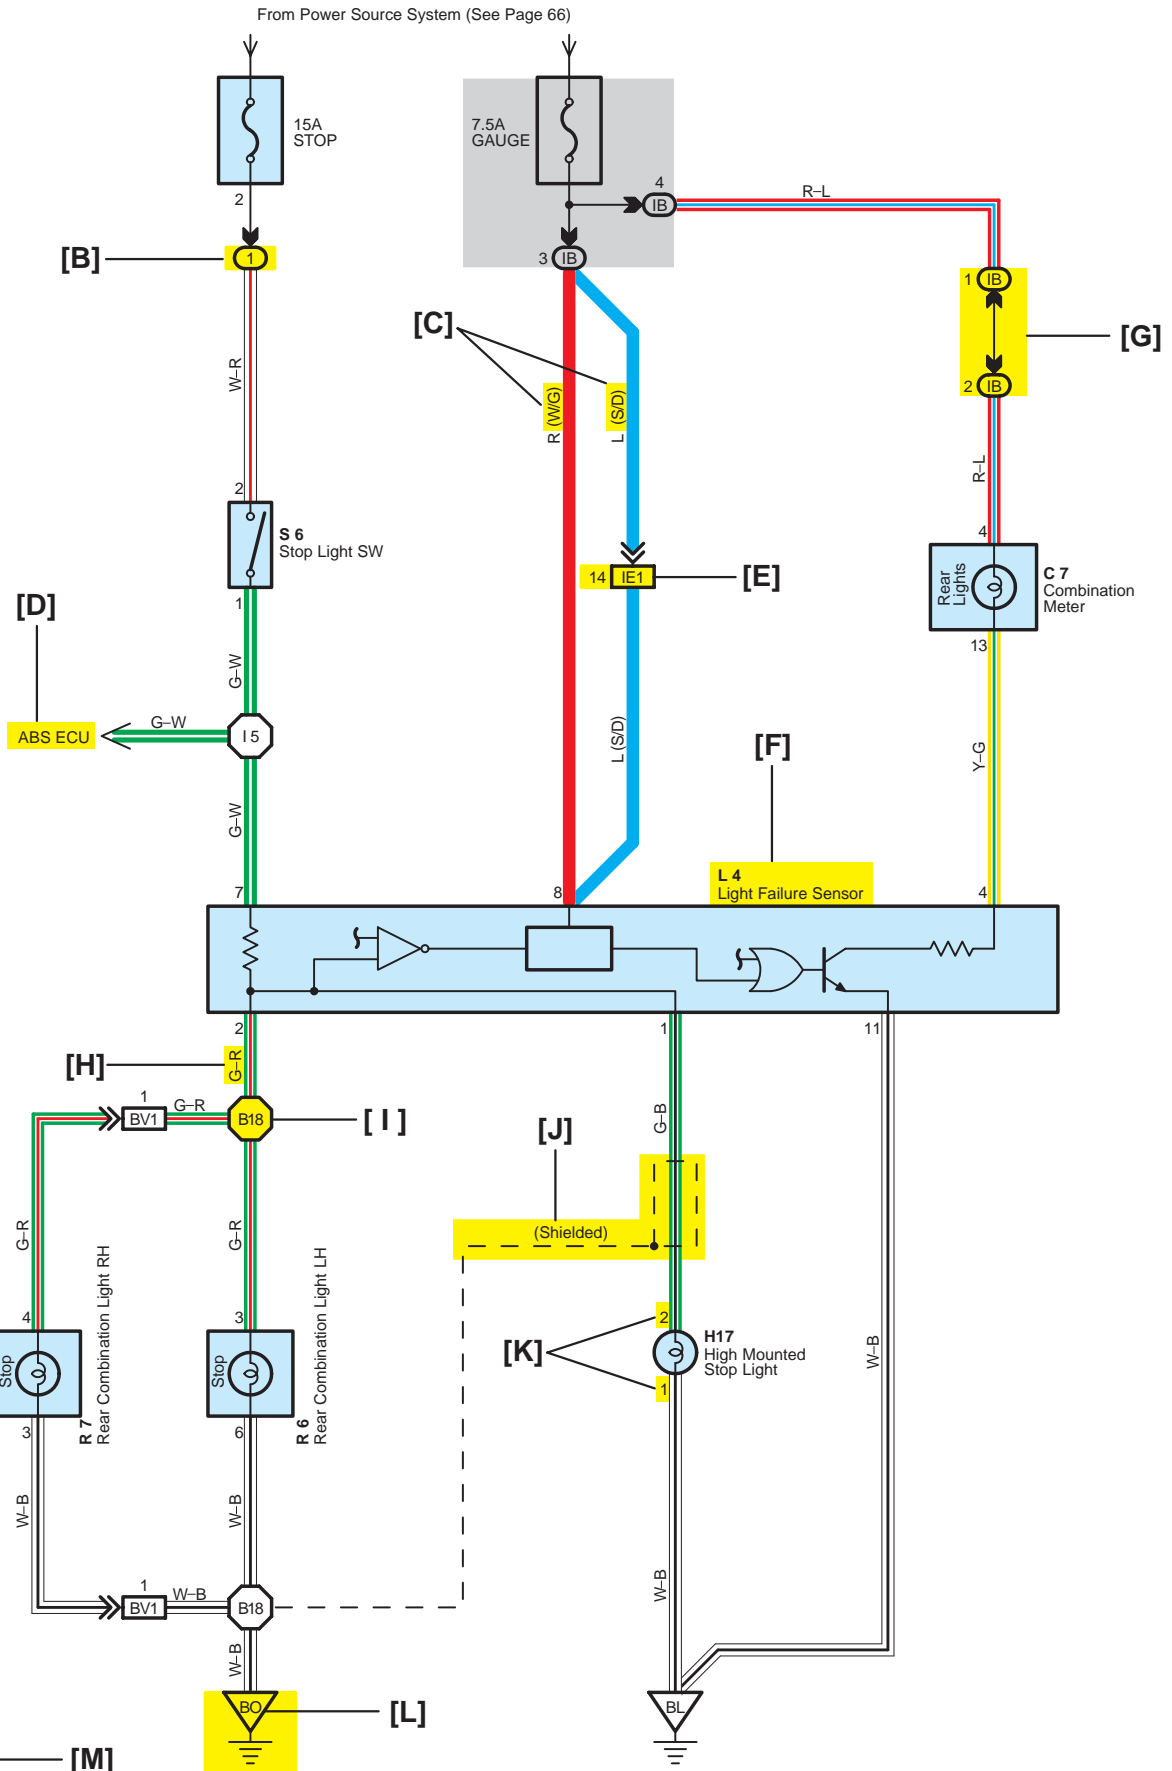 From Power Source System (See Page 66)
15A
STOP
7.5A
GAUGE
2
4
IB
R–L
[B]
1
3 IB
1 IB
[C]
[G]
W–R
R (W/G)
L (S/D)
2 IB
R–L
2
S 6
Stop Light SW
4
14 IE1
[E]
Rear
Lights
C 7
Combination
Meter
[D]
1
13
G–W
ABS ECU
G–W
I 5
L (S/D)
[F]
Y–G
G–W
L 4
Light Failure Sensor
7
8
4
2
1
11
[H]
G–R
1
BV1
G–R
B18
[ I ]
G–B
[J]
(Shielded)
G–R
G–R
4
Stop
R 7
Rear Combination Light RH
3
Stop
R 6
Rear Combination Light LH
2
[K]
H17
High Mounted
Stop Light
1
W–B
3
6
W–B
W–B
W–B
1
BV1
W–B
B18
W–B
BO
[L]
BL
[M]